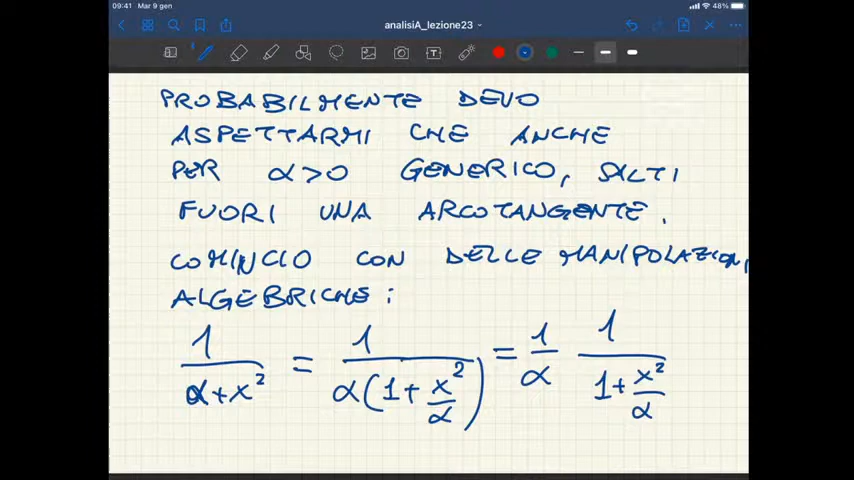 09:41 Mar 9 gen
48%
analisiA_lezione23
PROBABILMENTE DEVO
ASPETTARMI CHE ANCHE
PER α>0 GENERICO, SALTI
FUORI UNA ARCOTANGENTE.
COMINCIO CON DELLE MANIPOLAZIONI
ALGEBRICHE:
1/(α+x²) = 1/(α(1+x²/α)) = 1/α 1/(1+x²/α)